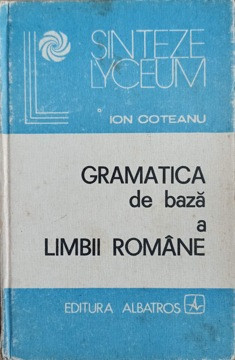 SINTEZE
LYCEUM
ION COTEANU
GRAMATICA
de bază
a
LIMBII ROMÂNE
EDITURA ALBATROS